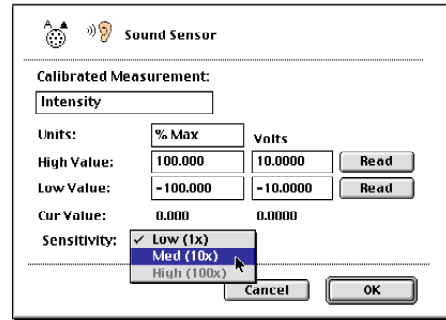 A
Sound Sensor
Calibrated Measurement:
Intensity
Units: % Max Volts
High Value: 100.000 10.0000 Read
Low Value: -100.000 -10.0000 Read
Cur Value: 0.000 0.0000
Sensitivity: ✓ Low (1x)
Med (10x)
High (100x)
Cancel OK